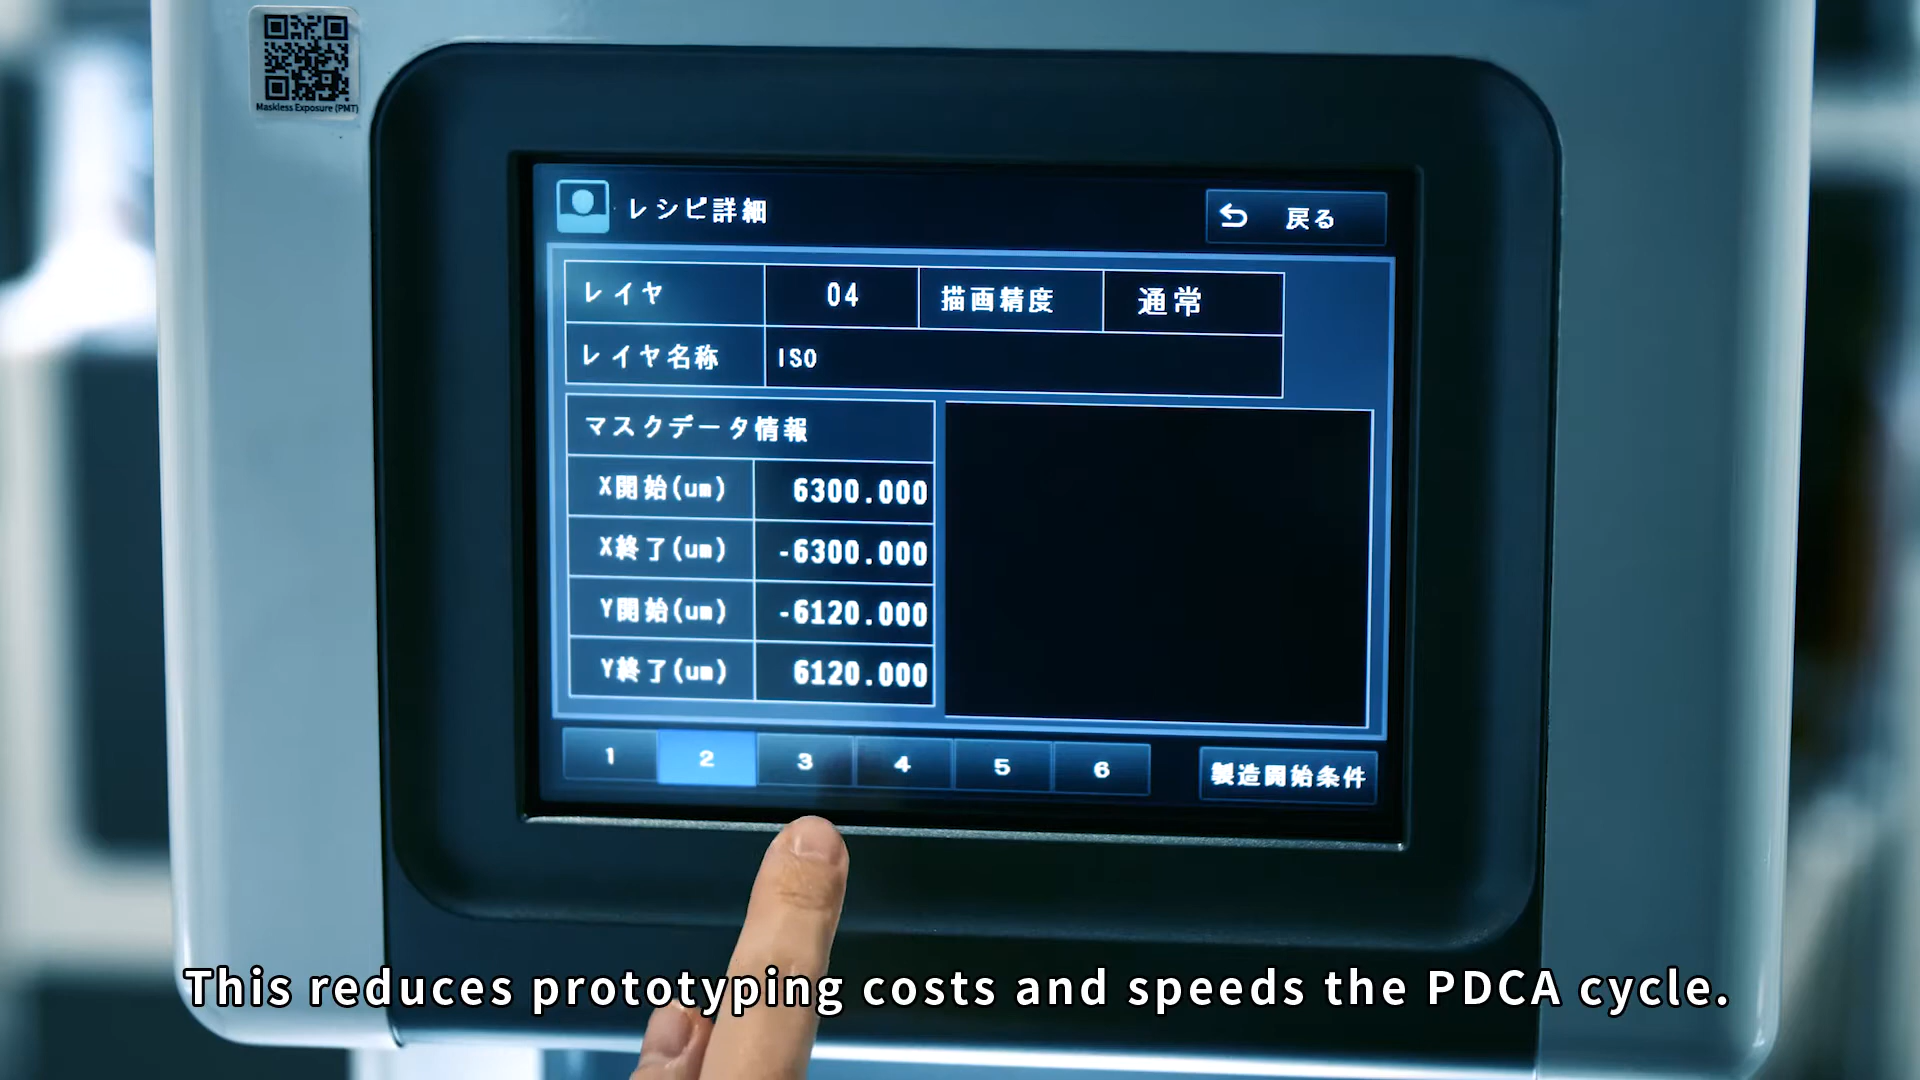 Maskless Exposure (PMT)
レシピ詳細
戻る
レイヤ 04 描画精度 通常
レイヤ名称 ISO
マスクデータ情報
X開始(um) 6300.000
X終了(um) -6300.000
Y開始(um) -6120.000
Y終了(um) 6120.000
1 2 3 4 5 6 製造開始条件
This reduces prototyping costs and speeds the PDCA cycle.